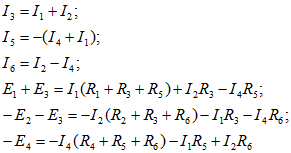 I₃ = I₁ + I₂;
I₅ = −(I₄ + I₁);
I₆ = I₂ − I₄;
E₁ + E₃ = I₁(R₁ + R₃ + R₅) + I₂R₃ − I₄R₅;
−E₂ − E₃ = −I₂(R₂ + R₃ + R₆) − I₁R₃ − I₄R₆;
−E₄ = −I₄(R₄ + R₅ + R₆) − I₁R₅ + I₂R₆